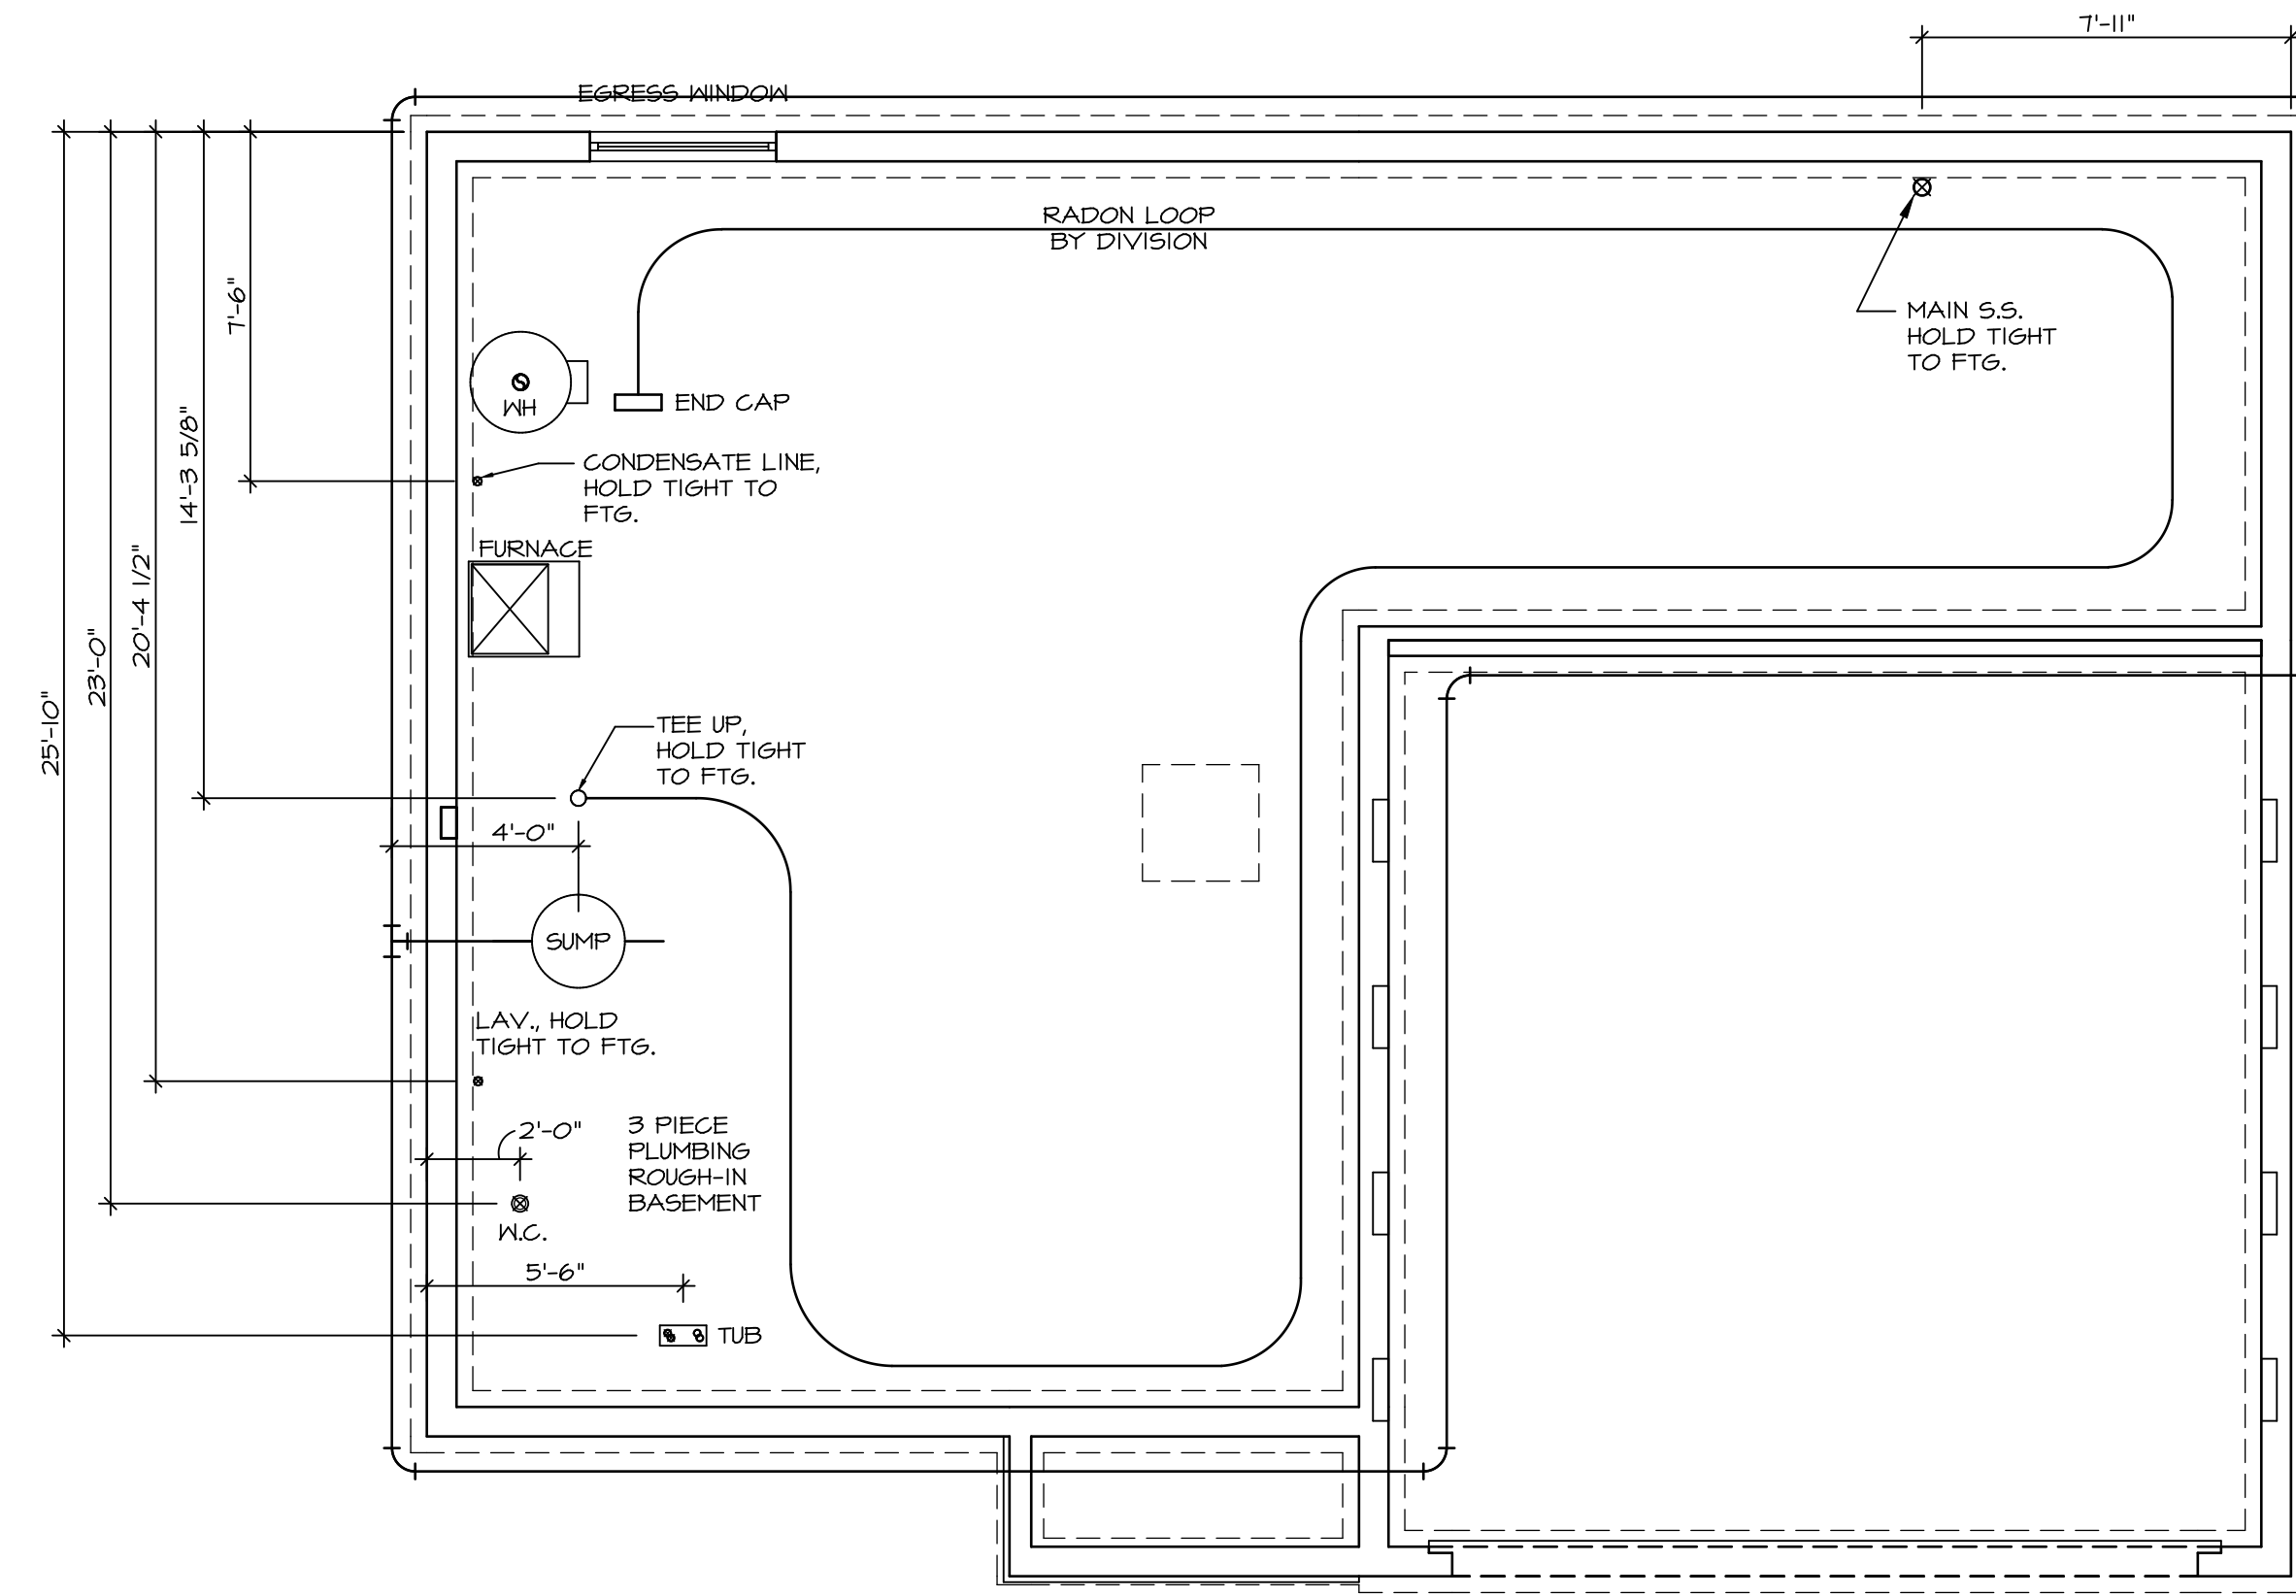 7'-11"
EGRESS WINDOW
RADON LOOP
BY DIVISION
7'-6"
MAIN S.S.
HOLD TIGHT
TO FTG.
WH
END CAP
14'-3 5/8"
CONDENSATE LINE,
HOLD TIGHT TO
FTG.
FURNACE
20'-4 1/2"
23'-0"
25'-10"
TEE UP,
HOLD TIGHT
TO FTG.
4'-0"
SUMP
LAV., HOLD
TIGHT TO FTG.
2'-0"
3 PIECE
PLUMBING
ROUGH-IN
BASEMENT
W.C.
5'-6"
TUB